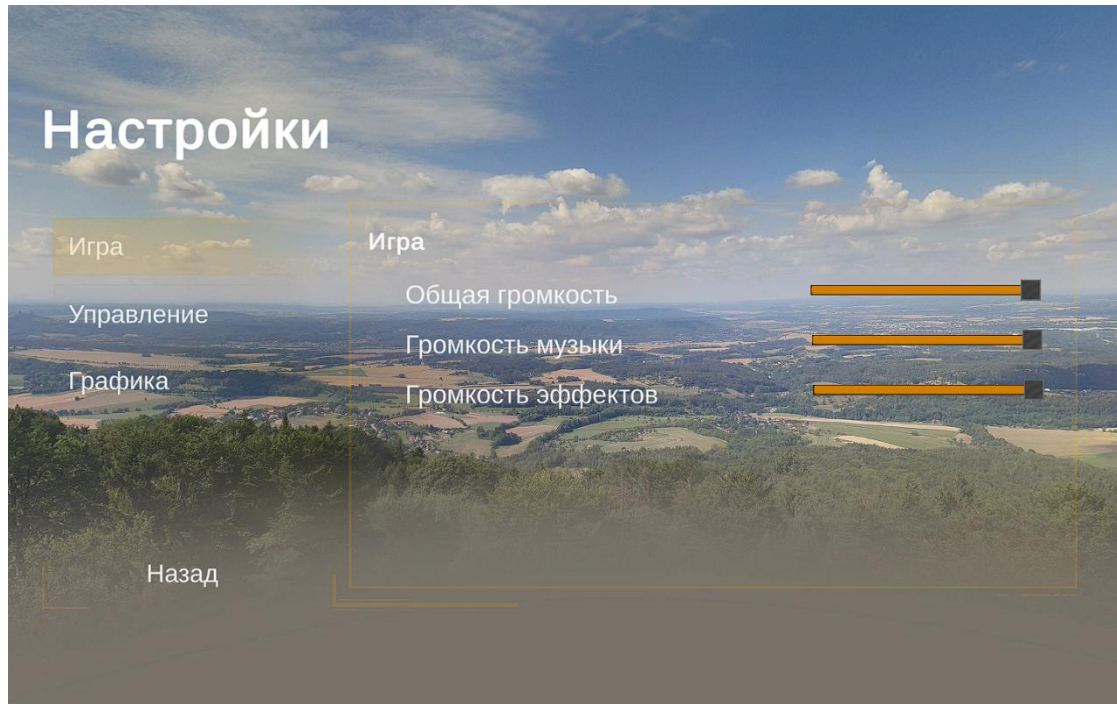 Настройки
Игра
Управление
Графика
Назад
Игра
Общая громкость
Громкость музыки
Громкость эффектов